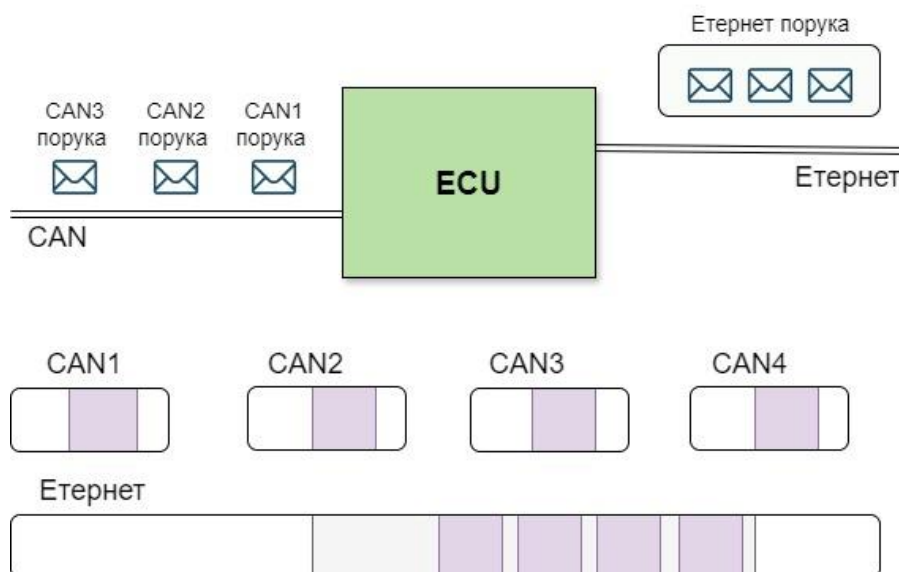 Етернет порука
CAN3
порука
CAN2
порука
CAN1
порука
ECU
Етернет
CAN
CAN1
CAN2
CAN3
CAN4
Етернет